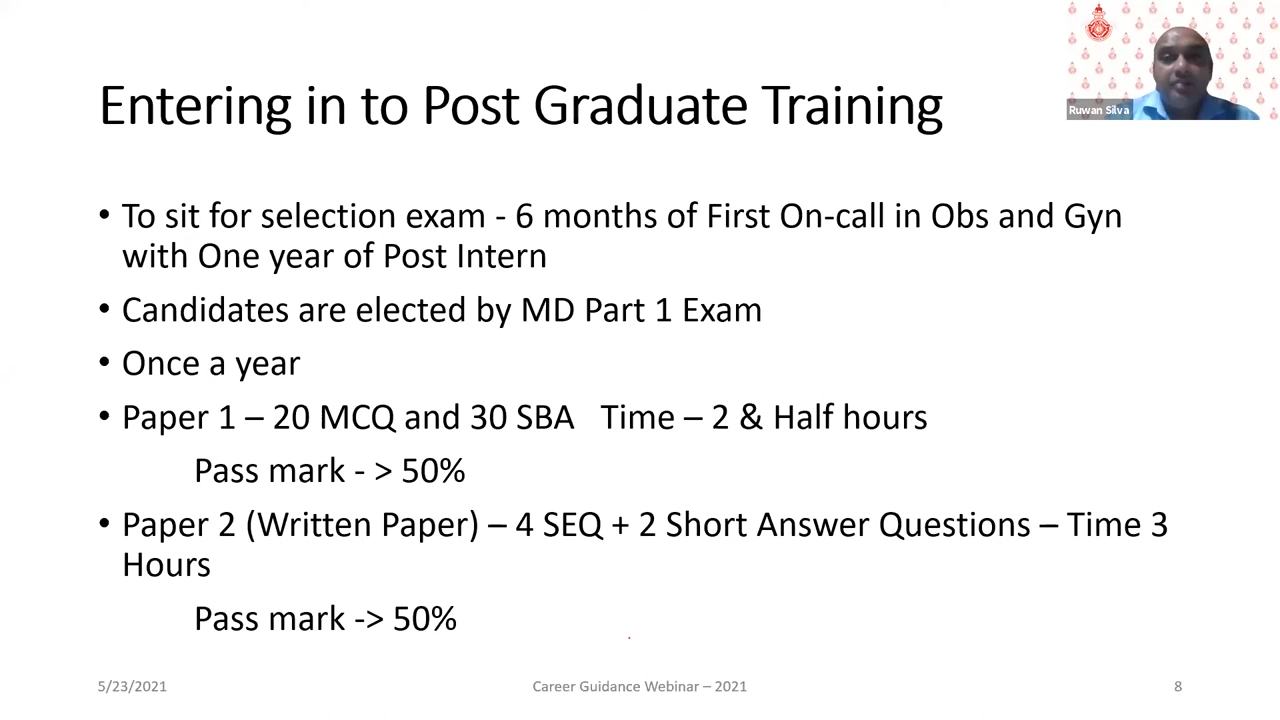 Ruwan Silva
Entering in to Post Graduate Training
• To sit for selection exam - 6 months of First On-call in Obs and Gyn
with One year of Post Intern
• Candidates are elected by MD Part 1 Exam
• Once a year
• Paper 1 – 20 MCQ and 30 SBA Time – 2 & Half hours
Pass mark - > 50%
• Paper 2 (Written Paper) – 4 SEQ + 2 Short Answer Questions – Time 3
Hours
Pass mark -> 50%
5/23/2021
Career Guidance Webinar – 2021
8